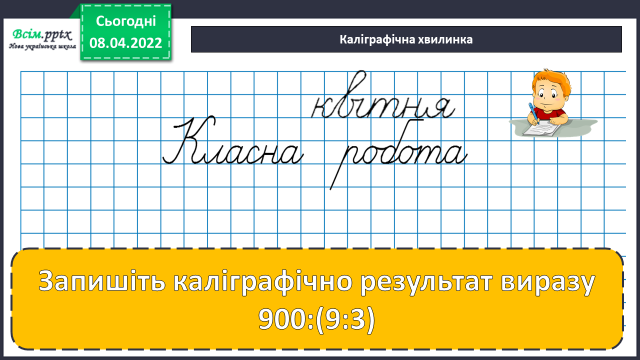 Всім.pptx
Нова українська школа
Сьогодні
08.04.2022
Каліграфічна хвилинка
квітня
Класна робота
Запишіть каліграфічно результат виразу
900:(9:3)